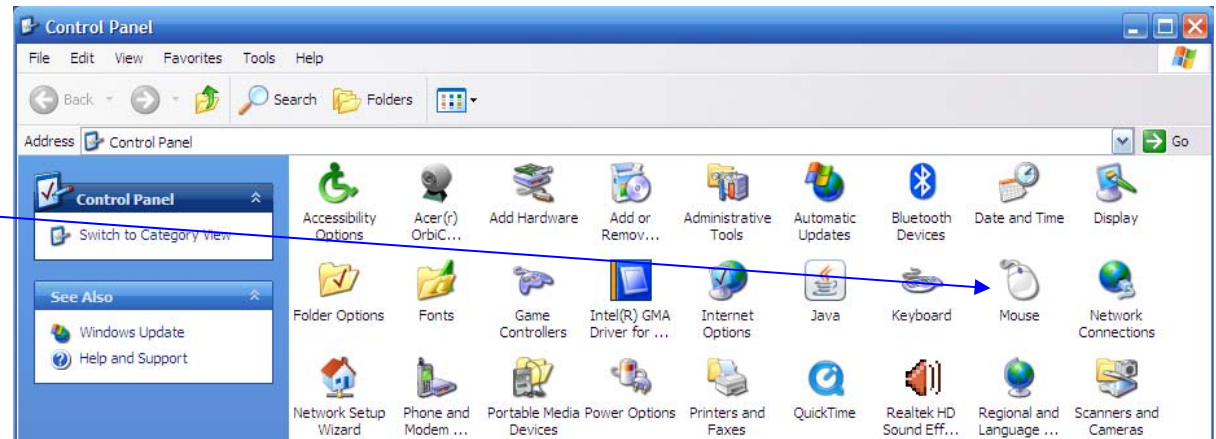 Control Panel
File Edit View Favorites Tools Help
Back Search Folders
Address Control Panel Go
Control Panel
Switch to Category View
See Also
Windows Update
Help and Support
Accessibility Options
Acer(r) OrbiC...
Add Hardware
Add or Remov...
Administrative Tools
Automatic Updates
Bluetooth Devices
Date and Time
Display
Folder Options
Fonts
Game Controllers
Intel(R) GMA Driver for ...
Internet Options
Java
Keyboard
Mouse
Network Connections
Network Setup Wizard
Phone and Modem ...
Portable Media Devices
Power Options
Printers and Faxes
QuickTime
Realtek HD Sound Eff...
Regional and Language ...
Scanners and Cameras